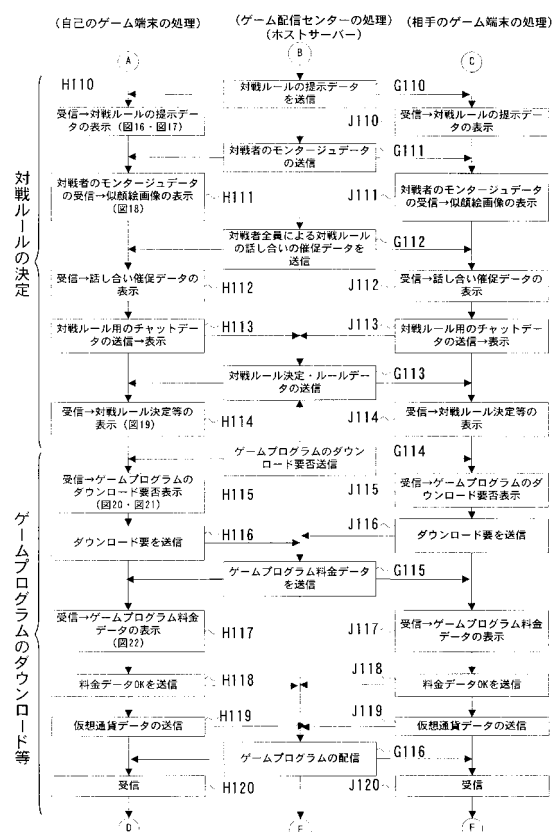 (自己のゲーム端末の処理)
(ゲーム配信センターの処理)
(ホストサーバー)
(相手のゲーム端末の処理)
A
B
C
対戦ルールの決定
対戦ルールの提示データ
を送信
G110
H110
受信→対戦ルールの提示デー
タの表示(図16・図17)
J110
受信→対戦ルールの提示デー
タの表示
対戦者のモンタージュデータ
の送信
G111
対戦者のモンタージュデータ
の受信→似顔絵画像の表示
(図18)
H111
J111
対戦者のモンタージュデータ
の受信→似顔絵画像の表示
対戦者全員による対戦ルール
の話し合いの催促データを
送信
G112
受信→話し合い催促データの
表示
H112
J112
受信→話し合い催促データの
表示
対戦ルール用のチャットデー
タの送信→表示
H113
J113
対戦ルール用のチャットデー
タの送信→表示
対戦ルール決定・ルールデー
タの送信
G113
受信→対戦ルール決定等の
表示(図19)
H114
J114
受信→対戦ルール決定等の
表示
ゲームプログラムのダウンロード等
ゲームプログラムのダウン
ロード要否送信
G114
受信→ゲームプログラムの
ダウンロード要否表示
(図20・図21)
H115
J115
受信→ゲームプログラムのダ
ウンロード要否表示
ダウンロード要を送信
H116
J116
ダウンロード要を送信
ゲームプログラム料金データ
を送信
G115
受信→ゲームプログラム料金
データの表示
(図22)
H117
J117
受信→ゲームプログラム料金
データの表示
料金データOKを送信
H118
J118
料金データOKを送信
仮想通貨データの送信
H119
J119
仮想通貨データの送信
ゲームプログラムの配信
G116
受信
H120
J120
受信
D
E
F